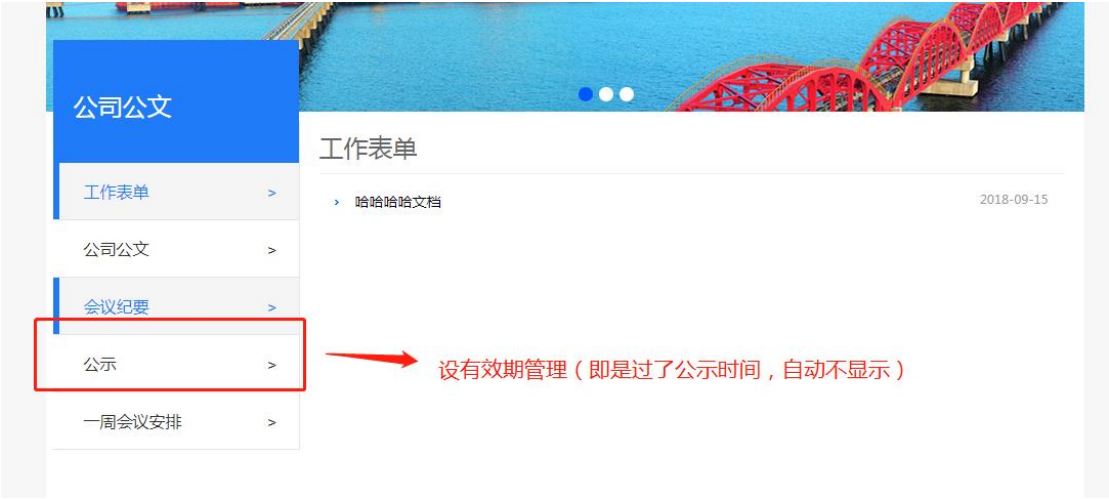 公司公文
工作表单
工作表单 >
› 哈哈哈哈文档 2018-09-15
公司公文 >
会议纪要 >
公示 >
设有效期管理（即是过了公示时间，自动不显示）
一周会议安排 >